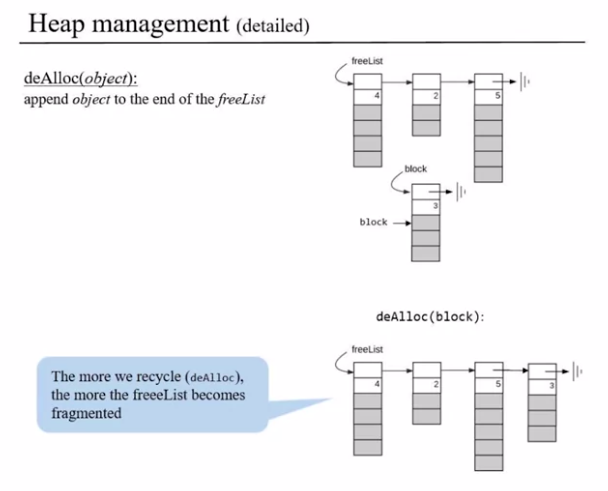 Heap management (detailed)
deAlloc(object):
append object to the end of the freeList
freeList
4
2
5
block
3
block
deAlloc(block):
freeList
4
2
5
3
The more we recycle (deAlloc),
the more the freeeList becomes
fragmented